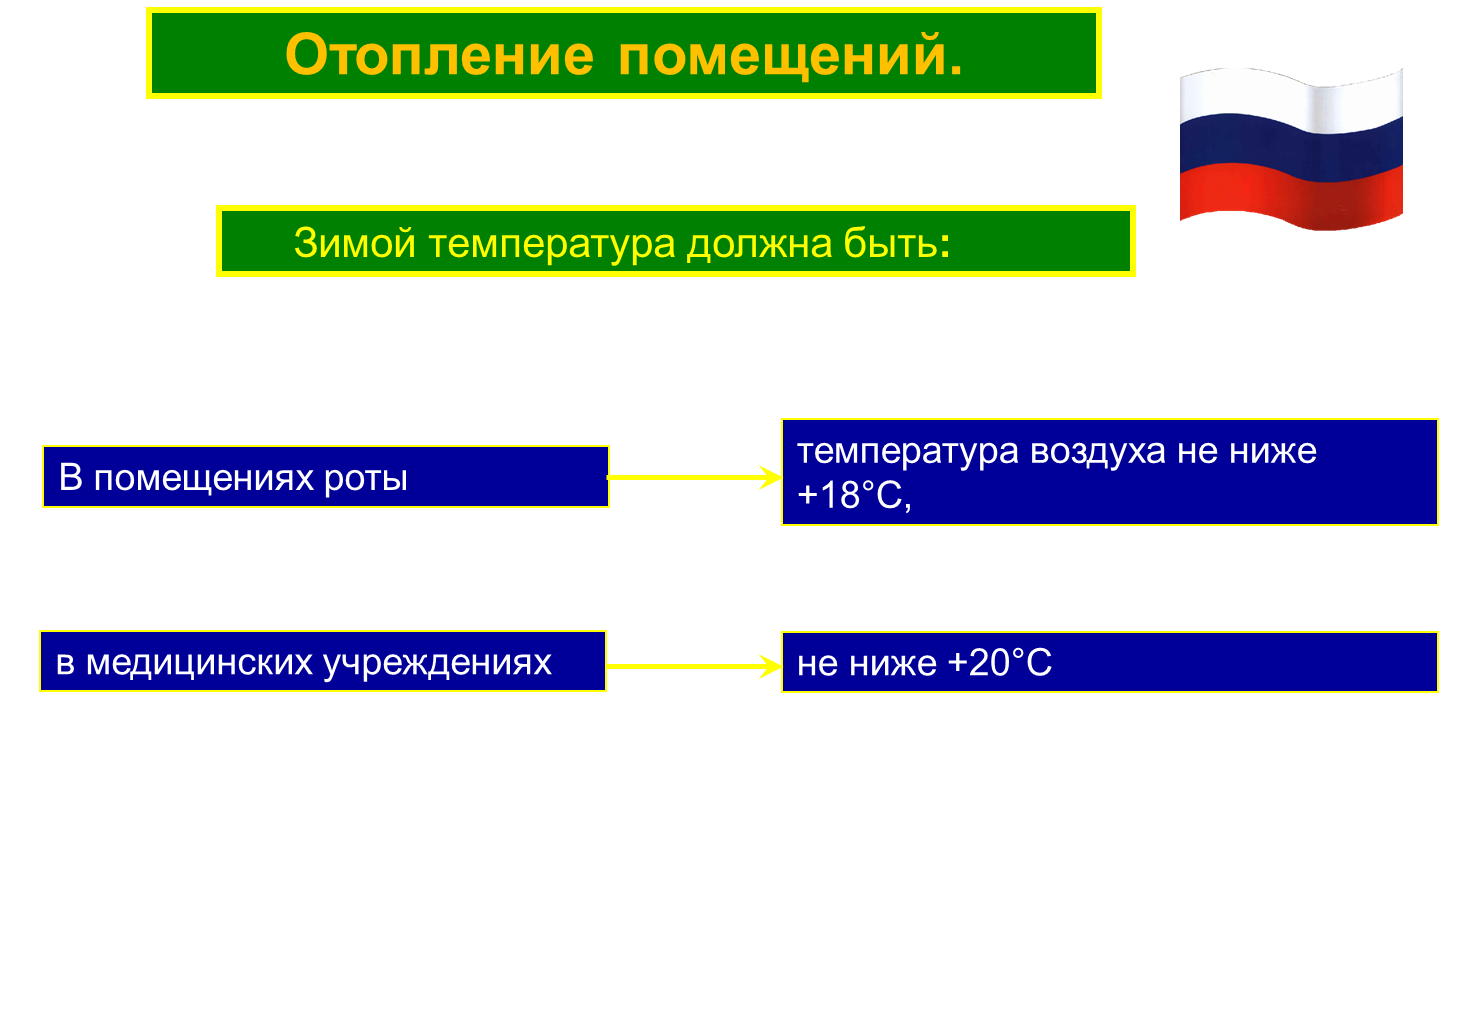 Отопление помещений.
Зимой температура должна быть:
В помещениях роты
температура воздуха не ниже
+18°С,
в медицинских учреждениях
не ниже +20°С